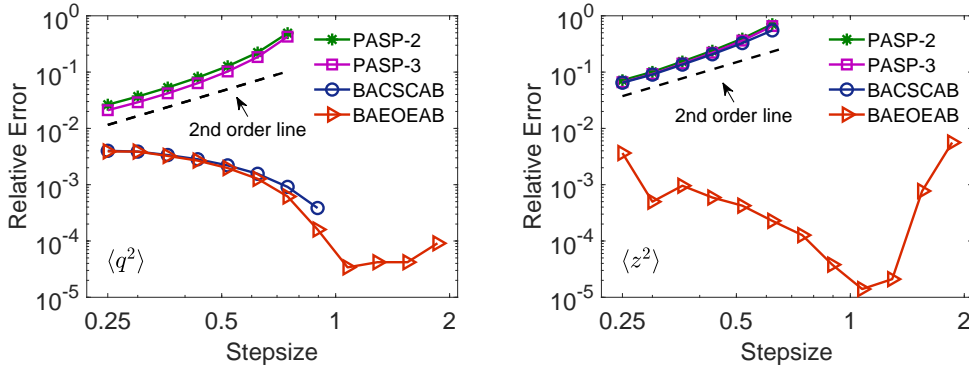 10^0
10^-1
10^-2
10^-3
10^-4
10^-5
Relative Error
PASP-2
PASP-3
BACSCAB
BAEOEAB
2nd order line
⟨q^2⟩
0.25
0.5
1
2
Stepsize
10^0
10^-1
10^-2
10^-3
10^-4
10^-5
Relative Error
PASP-2
PASP-3
BACSCAB
BAEOEAB
2nd order line
⟨z^2⟩
0.25
0.5
1
2
Stepsize